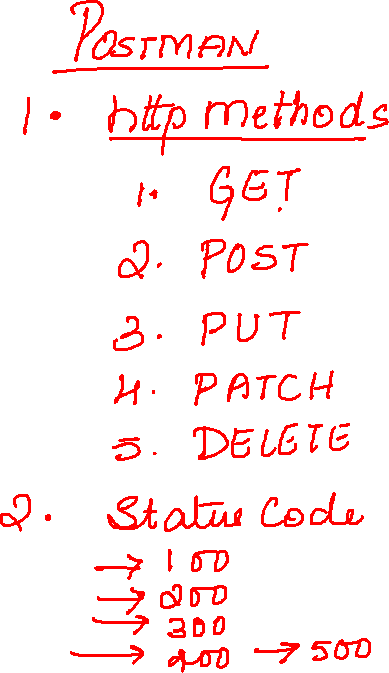 POSTMAN
1. http methods
1. GET
2. POST
3. PUT
4. PATCH
5. DELETE
2. Status Code
→ 100
→ 200
→ 300
→ 400 → 500